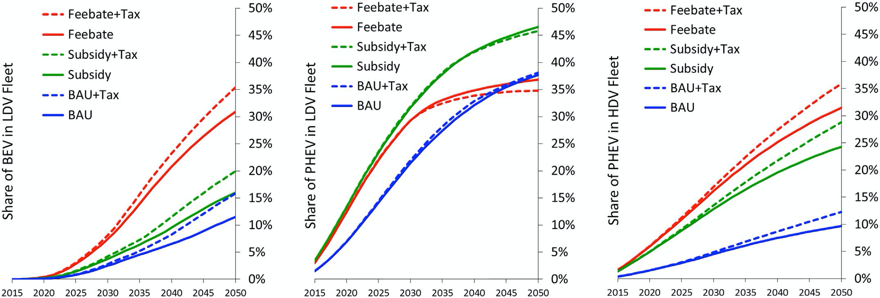 Share of BEV in LDV Fleet
Feebate+Tax
Feebate
Subsidy+Tax
Subsidy
BAU+Tax
BAU
50%
45%
40%
35%
30%
25%
20%
15%
10%
5%
0%
2015 2020 2025 2030 2035 2040 2045 2050
Share of PHEV in LDV Fleet
Feebate+Tax
Feebate
Subsidy+Tax
Subsidy
BAU+Tax
BAU
50%
45%
40%
35%
30%
25%
20%
15%
10%
5%
0%
2015 2020 2025 2030 2035 2040 2045 2050
Share of PHEV in HDV Fleet
Feebate+Tax
Feebate
Subsidy+Tax
Subsidy
BAU+Tax
BAU
50%
45%
40%
35%
30%
25%
20%
15%
10%
5%
0%
2015 2020 2025 2030 2035 2040 2045 2050